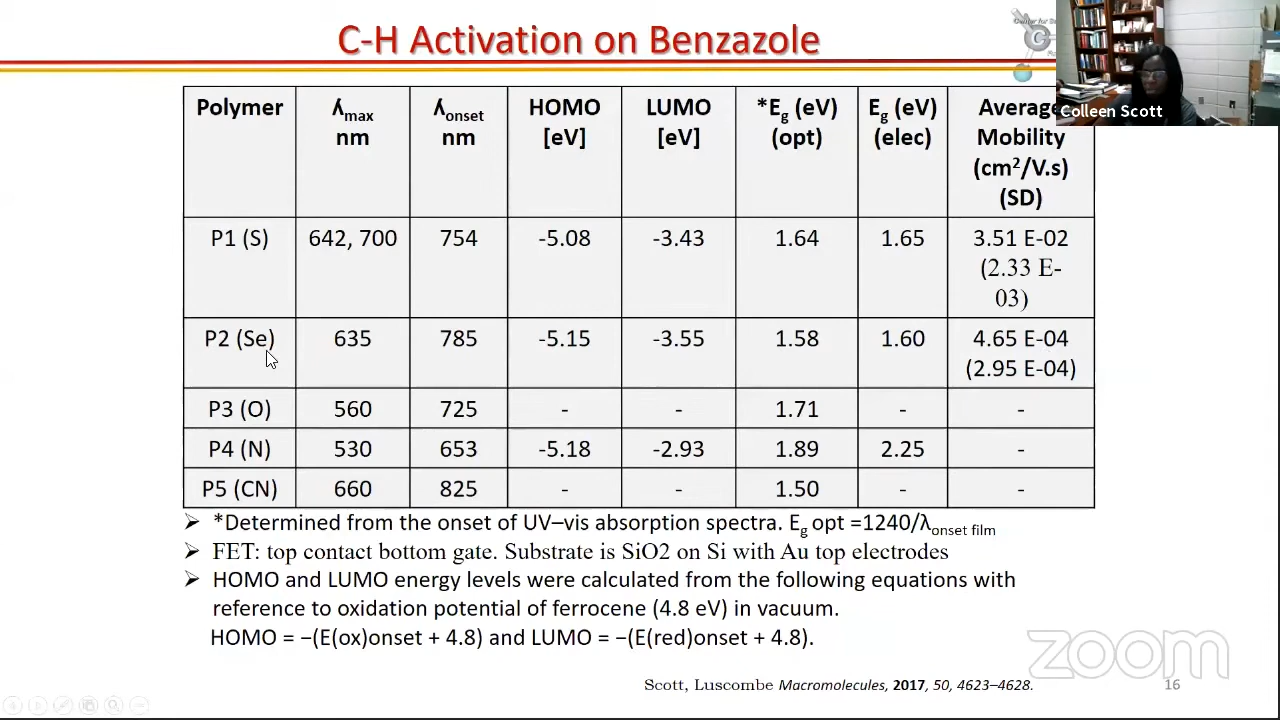 C-H Activation on Benzazole
Colleen Scott
Polymer | ʎmax nm | ʎonset nm | HOMO [eV] | LUMO [eV] | *Eg (eV) (opt) | Eg (eV) (elec) | Average Mobility (cm²/V.s) (SD)
P1 (S) | 642, 700 | 754 | -5.08 | -3.43 | 1.64 | 1.65 | 3.51 E-02 (2.33 E-03)
P2 (Se) | 635 | 785 | -5.15 | -3.55 | 1.58 | 1.60 | 4.65 E-04 (2.95 E-04)
P3 (O) | 560 | 725 | - | - | 1.71 | - | -
P4 (N) | 530 | 653 | -5.18 | -2.93 | 1.89 | 2.25 | -
P5 (CN) | 660 | 825 | - | - | 1.50 | - | -
➢ *Determined from the onset of UV–vis absorption spectra. Eg opt =1240/λonset film
➢ FET: top contact bottom gate. Substrate is SiO2 on Si with Au top electrodes
➢ HOMO and LUMO energy levels were calculated from the following equations with
reference to oxidation potential of ferrocene (4.8 eV) in vacuum.
HOMO = −(E(ox)onset + 4.8) and LUMO = −(E(red)onset + 4.8).
zoom
Scott, Luscombe Macromolecules, 2017, 50, 4623–4628.
16